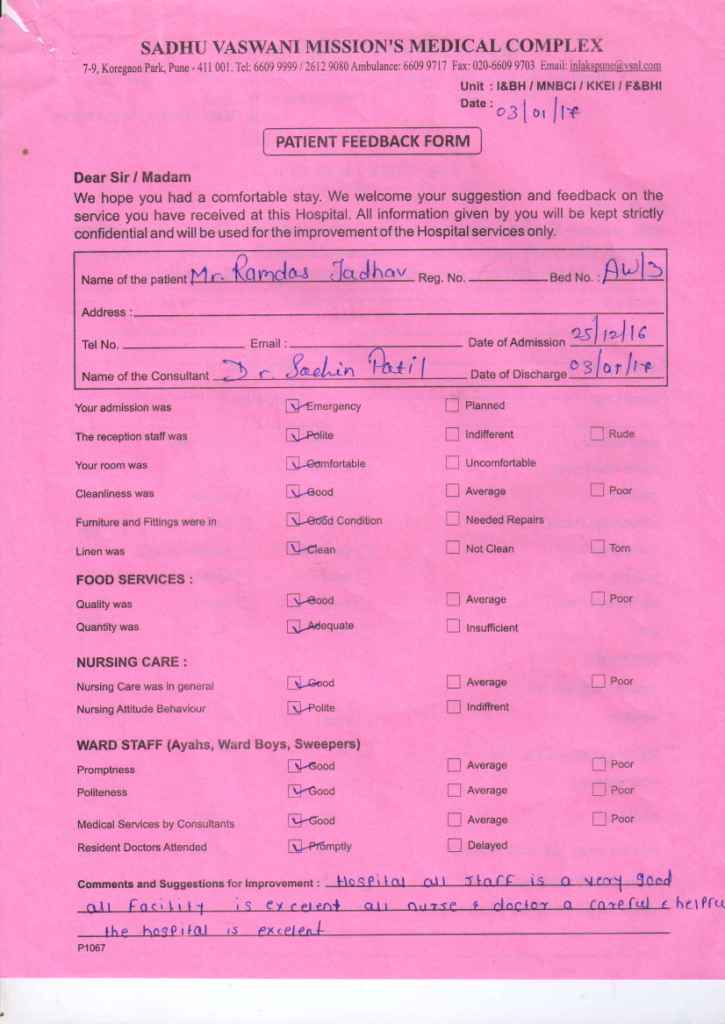 SADHU VASWANI MISSION'S MEDICAL COMPLEX
7-9, Koregaon Park, Pune - 411 001. Tel: 6609 9999 / 2612 9080 Ambulance: 6609 9717 Fax: 020-6609 9703 Email: inlakspune@vsnl.com
Unit : I&BH / MNBCI / KKEI / F&BHI
Date : 03/01/17
PATIENT FEEDBACK FORM
Dear Sir / Madam
We hope you had a comfortable stay. We welcome your suggestion and feedback on the
service you have received at this Hospital. All information given by you will be kept strictly
confidential and will be used for the improvement of the Hospital services only.
Name of the patient Mr. Ramdas Jadhav Reg. No. Bed No. : AW/3
Address :
Tel No. Email : Date of Admission 25/12/16
Name of the Consultant Dr. Sachin Patil Date of Discharge 03/01/17
Your admission was Emergency Planned
The reception staff was Polite Indifferent Rude
Your room was Comfortable Uncomfortable
Cleanliness was Good Average Poor
Furniture and Fittings were in Good Condition Needed Repairs
Linen was Clean Not Clean Torn
FOOD SERVICES :
Quality was Good Average Poor
Quantity was Adequate Insufficient
NURSING CARE :
Nursing Care was in general Good Average Poor
Nursing Attitude Behaviour Polite Indiffrent
WARD STAFF (Ayahs, Ward Boys, Sweepers)
Promptness Good Average Poor
Politeness Good Average Poor
Medical Services by Consultants Good Average Poor
Resident Doctors Attended Promptly Delayed
Comments and Suggestions for Improvement : Hospital all staff is a very good
all Facility is excelent all nurse & doctor a careful & helpfu
the hospital is excelent
P1067